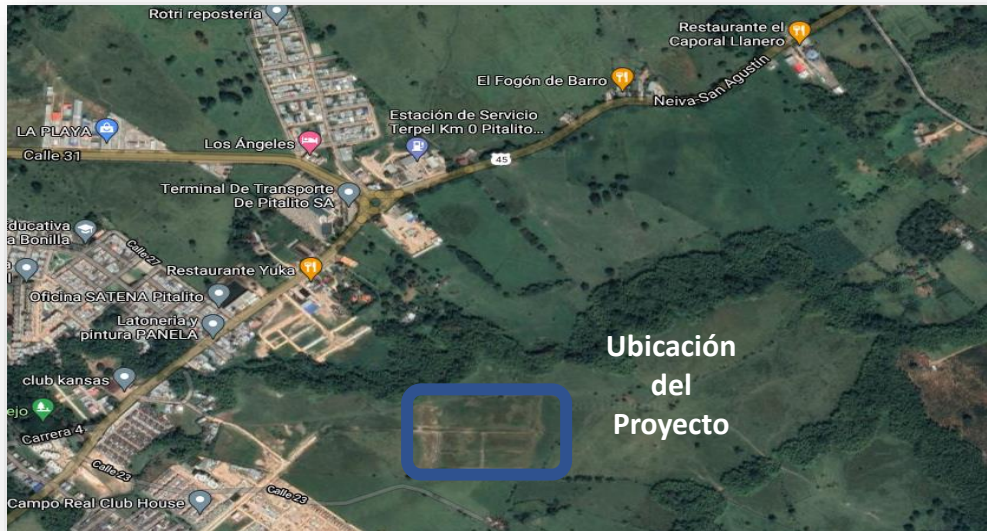 Rotri repostería
Restaurante el
Caporal Llanero
El Fogón de Barro
Neiva-San Agustín
Estación de Servicio
Terpel Km 0 Pitalito...
LA PLAYA
Calle 31
Los Ángeles
45
Terminal De Transporte
De Pitalito SA
Educativa
a Bonilla
Calle 27
Restaurante Yuka
Oficina SATENA Pitalito
Latoneria y
pintura PANELA
Ubicación
del
Proyecto
club kansas
ejo
Carrera 4
Calle 23
Calle 23
Campo Real Club House